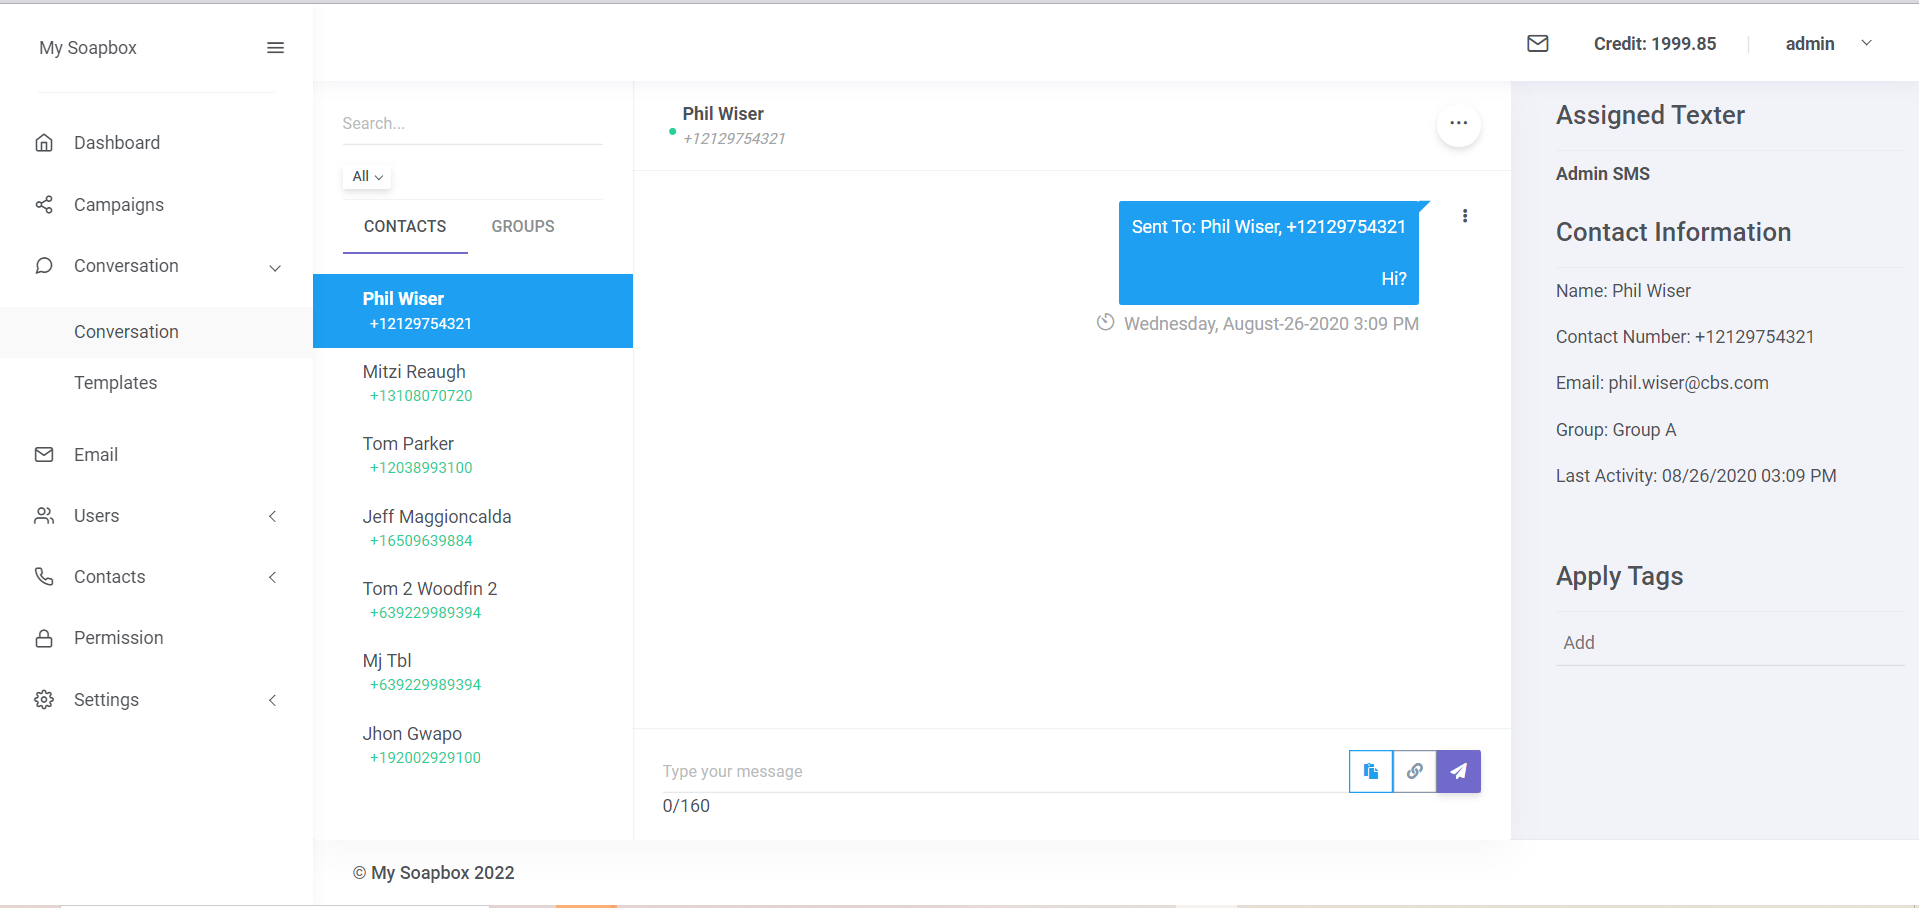 My Soapbox
Dashboard
Campaigns
Conversation
Conversation
Templates
Email
Users
Contacts
Permission
Settings
Credit: 1999.85
admin
Search...
All
CONTACTS GROUPS
Phil Wiser
+12129754321
Mitzi Reaugh
+13108070720
Tom Parker
+12038993100
Jeff Maggioncalda
+16509639884
Tom 2 Woodfin 2
+639229989394
Mj Tbl
+639229989394
Jhon Gwapo
+192002929100
Phil Wiser
+12129754321
Sent To: Phil Wiser, +12129754321
Hi?
Wednesday, August-26-2020 3:09 PM
Type your message
0/160
Assigned Texter
Admin SMS
Contact Information
Name: Phil Wiser
Contact Number: +12129754321
Email: phil.wiser@cbs.com
Group: Group A
Last Activity: 08/26/2020 03:09 PM
Apply Tags
Add
© My Soapbox 2022